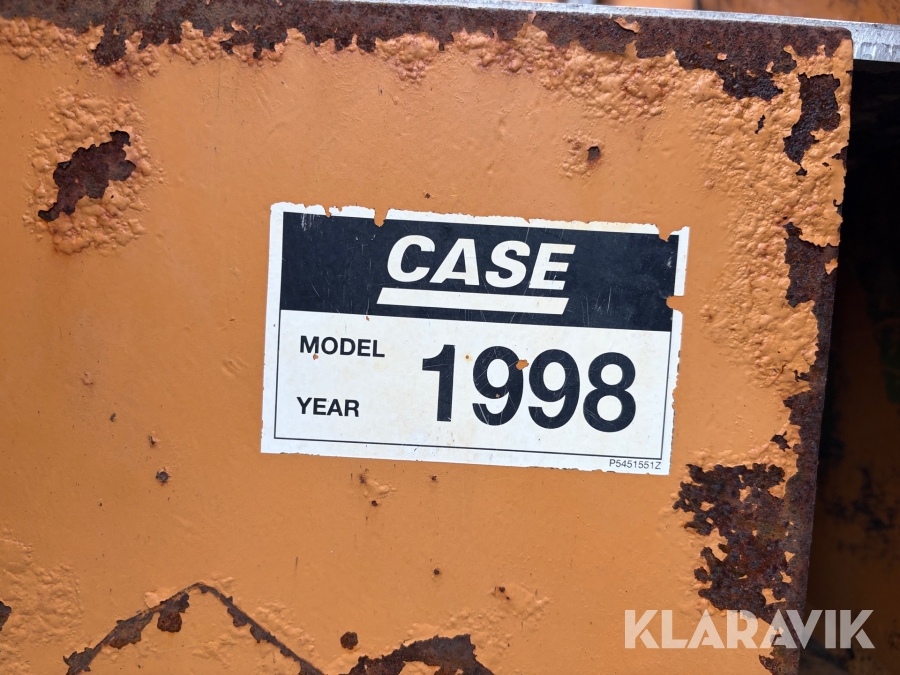 CASE
MODEL
YEAR
1998
P5451551Z
KLARAVIK